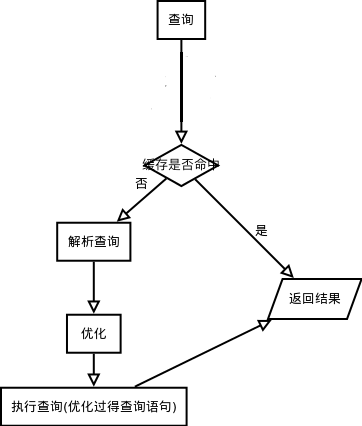 查询
缓存是否命中
否
是
解析查询
返回结果
优化
执行查询(优化过得查询语句)